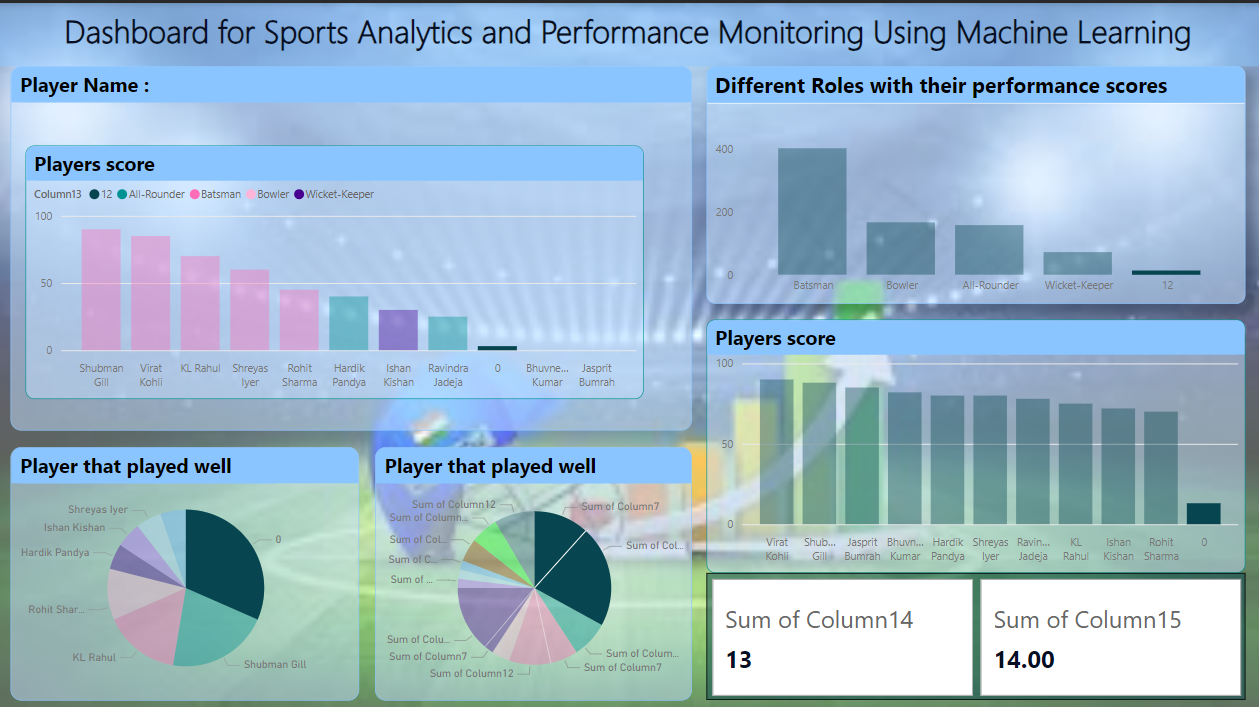 Dashboard for Sports Analytics and Performance Monitoring Using Machine Learning
Player Name :
Players score
Column13 12 All-Rounder Batsman Bowler Wicket-Keeper
100
50
0
Shubman Gill
Virat Kohli
KL Rahul
Shreyas Iyer
Rohit Sharma
Hardik Pandya
Ishan Kishan
Ravindra Jadeja
0
Bhuvne... Kumar
Jasprit Bumrah
Different Roles with their performance scores
400
200
0
Batsman
Bowler
All-Rounder
Wicket-Keeper
12
Players score
100
50
0
Virat Kohli
Shub... Gill
Jasprit Bumrah
Bhuvn... Kumar
Hardik Pandya
Shreyas Iyer
Ravin... Jadeja
KL Rahul
Ishan Kishan
Rohit Sharma
0
Player that played well
Shreyas Iyer
Ishan Kishan
Hardik Pandya
Rohit Shar...
KL Rahul
Shubman Gill
0
Player that played well
Sum of Column12
Sum of Column...
Sum of Col...
Sum of C...
Sum of ...
Sum of Colu...
Sum of Column7
Sum of Column12
Sum of Column7
Sum of Col...
Sum of Colum...
Sum of Column7
Sum of Column14
13
Sum of Column15
14.00